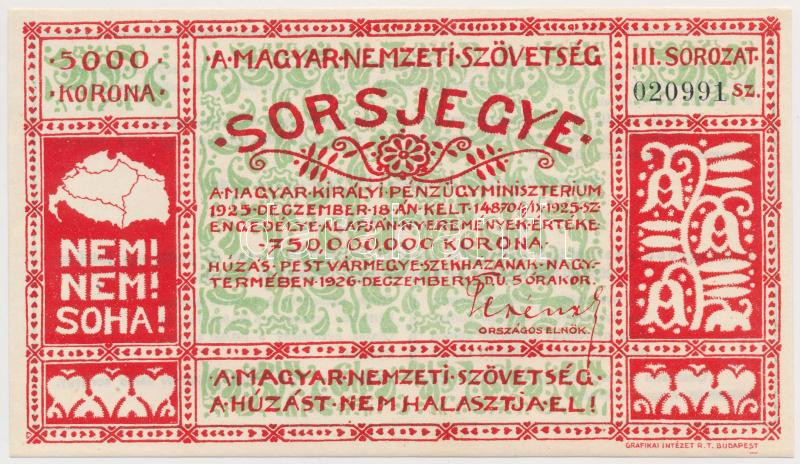 5000
KORONA
A MAGYAR NEMZETI SZÖVETSÉG
III. SOROZAT
020991 SZ.
SORSJEGYE
A MAGYAR KIRÁLYI PÉNZÜGYMINISZTERIUM
1925 DECZEMBER 18 ÁN KELT 148704/IX 1925 SZ
ENGEDÉLYE ALAPJÁN NYEREMÉNYEK ÉRTÉKE
750,000.000 KORONA
HÚZÁS PEST VÁRMEGYE SZÉKHÁZÁNAK NAGY-
TERMÉBEN 1926 DECZEMBER 15 D.U. 5 ÓRAKOR.
ORSZÁGOS ELNÖK.
NEM!
NEM!
SOHA!
A MAGYAR NEMZETI SZÖVETSÉG
A HÚZÁST NEM HALASZTJA EL!
GRAFIKAI INTÉZET R. T. BUDAPEST